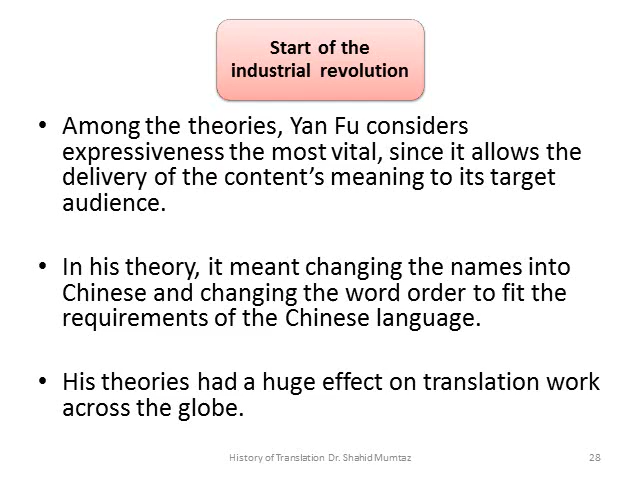 Start of the
industrial revolution
• Among the theories, Yan Fu considers
expressiveness the most vital, since it allows the
delivery of the content’s meaning to its target
audience.
• In his theory, it meant changing the names into
Chinese and changing the word order to fit the
requirements of the Chinese language.
• His theories had a huge effect on translation work
across the globe.
History of Translation Dr. Shahid Mumtaz
28